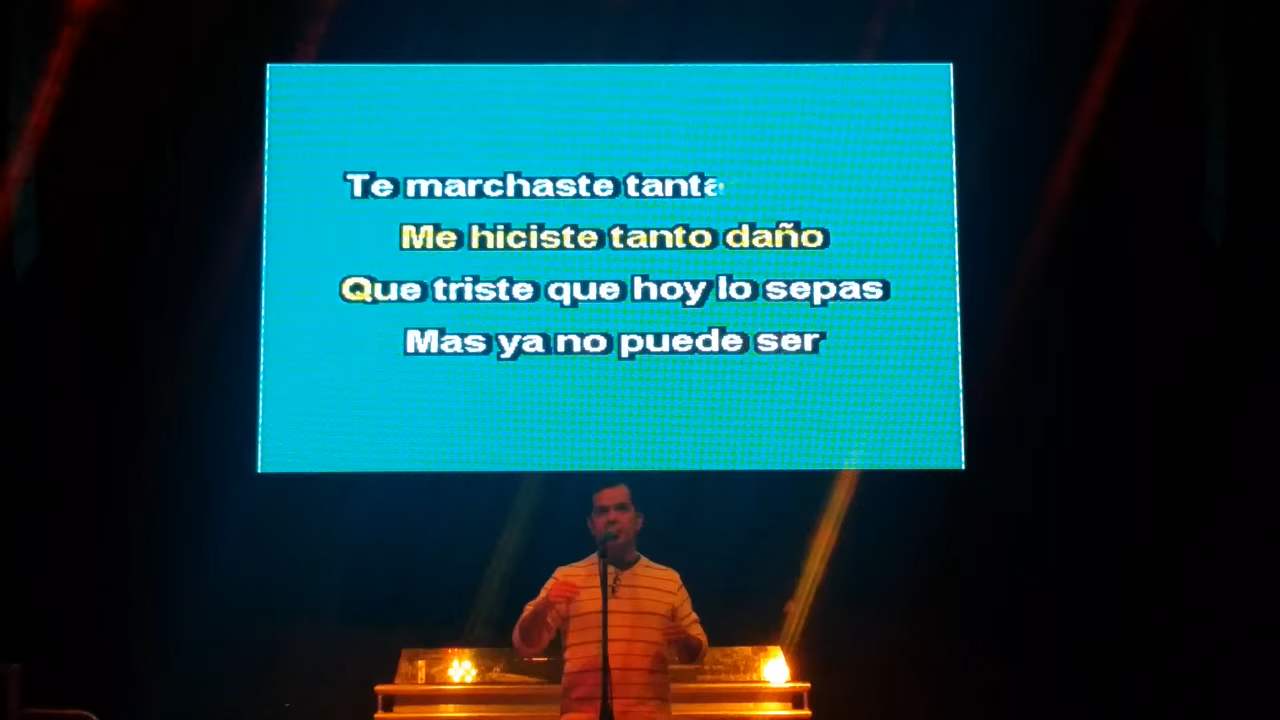 Te marchaste tanta
Me hiciste tanto daño
Que triste que hoy lo sepas
Mas ya no puede ser